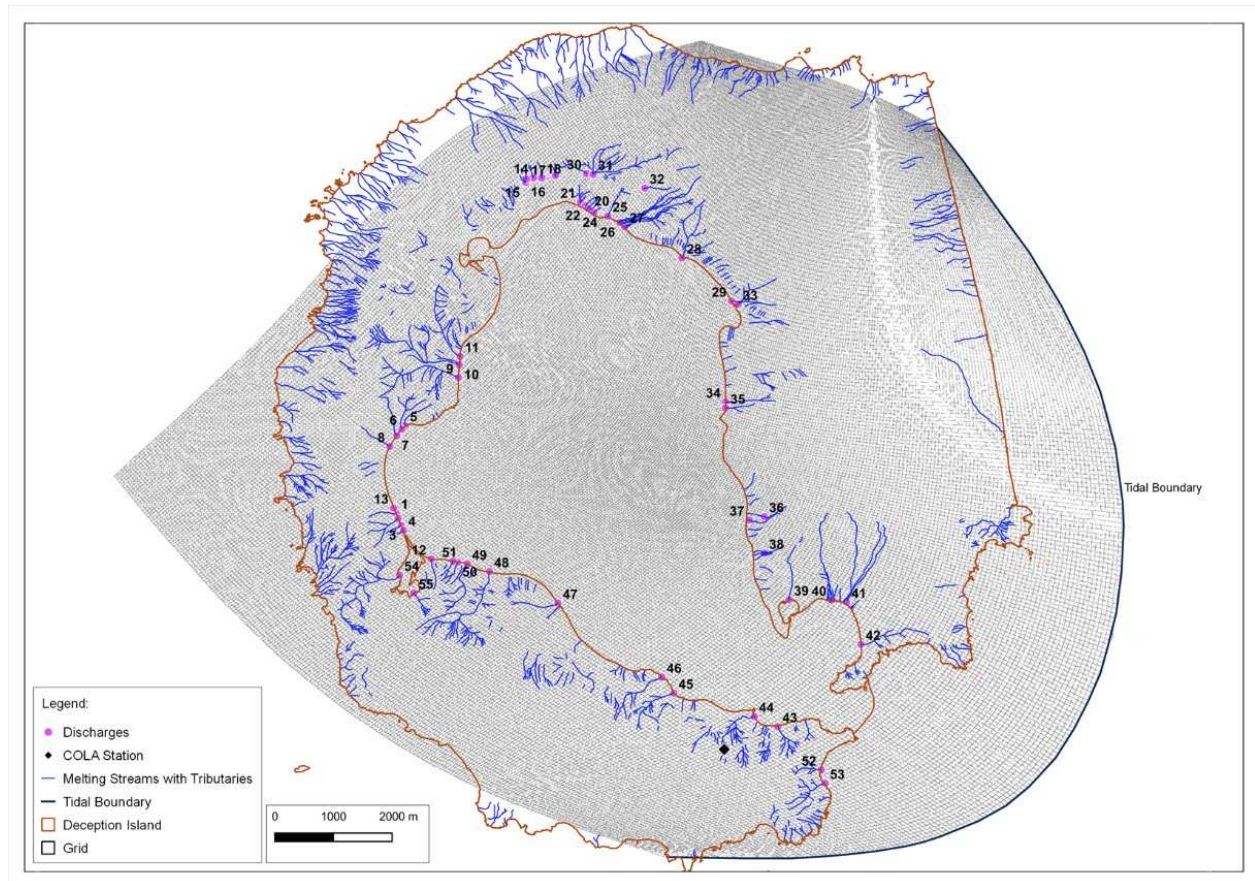 14 17 18 30 31
15 16 32
21 20 25
22 24 26 27
28
29 33
11
9 10
34 35
6 5
8 7
Tidal Boundary
13 1
4
3
37 36
38
12 51 49 48
50
54
55
47
39 40 41
42
46
45
44 43
52
53
Legend:
Discharges
COLA Station
Melting Streams with Tributaries
Tidal Boundary
Deception Island
Grid
0 1000 2000 m